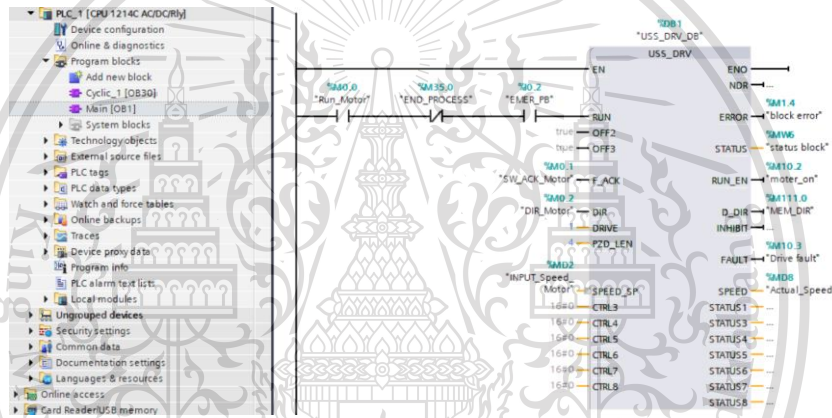 PLC_1 [CPU 1214C AC/DC/Rly]
Device configuration
Online & diagnostics
Program blocks
Add new block
Cyclic_1 [OB30]
Main [OB1]
System blocks
Technology objects
External source files
PLC tags
PLC data types
Watch and force tables
Online backups
Traces
Device proxy data
Program info
PLC alarm text lists
Local modules
Ungrouped devices
Security settings
Common data
Documentation settings
Languages & resources
Online access
Card Reader/USB memory
%DB1
"USS_DRV_DB"
USS_DRV
EN ENO
NDR ...
%M0.0 %M35.0 %I0.2
"Run_Motor" "END_PROCESS" "EMER_PB"
RUN
true OFF2
true OFF3
%M0.1
"SW_ACK_Motor" F_ACK
%M0.2
"DIR_Motor" DIR
1 DRIVE
4 PZD_LEN
%MD2
"INPUT_Speed_
Motor" SPEED_SP
16#0 CTRL3
16#0 CTRL4
16#0 CTRL5
16#0 CTRL6
16#0 CTRL7
16#0 CTRL8
%M1.4
ERROR "block error"
%MW6
STATUS "status block"
%M10.2
RUN_EN "moter_on"
%M111.0
D_DIR "MEM_DIR"
INHIBIT ...
%M10.3
FAULT "Drive fault"
%MD8
SPEED "Actual_Speed"
STATUS1 ...
STATUS3 ...
STATUS4 ...
STATUS5 ...
STATUS6 ...
STATUS7 ...
STATUS8 ...